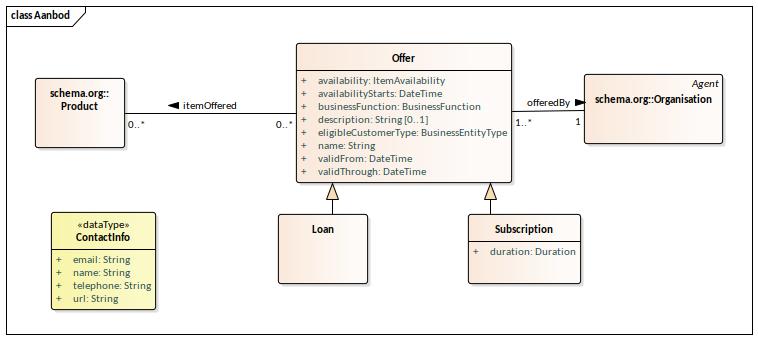 class Aanbod
schema.org::
Product
itemOffered
0..*
0..*
Offer
+ availability: ItemAvailability
+ availabilityStarts: DateTime
+ businessFunction: BusinessFunction
+ description: String [0..1]
+ eligibleCustomerType: BusinessEntityType
+ name: String
+ validFrom: DateTime
+ validThrough: DateTime
offeredBy
1..*
1
Agent
schema.org::Organisation
«dataType»
ContactInfo
+ email: String
+ name: String
+ telephone: String
+ url: String
Loan
Subscription
+ duration: Duration